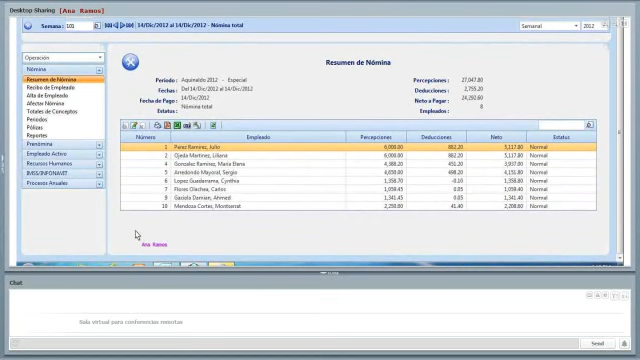 Desktop Sharing [Ana Ramos]
Semana: 101 14/Dic/2012 al 14/Dic/2012 - Nómina total Semanal 2012
Operación
Nómina
Resumen de Nómina
Recibo de Empleado
Alta de Empleado
Afectar Nómina
Totales de Conceptos
Periodos
Pólizas
Reportes
Prenómina
Empleado Activo
Recursos Humanos
IMSS/INFONAVIT
Procesos Anuales
Resumen de Nómina
Periodo: Aguinaldo 2012 - Especial Percepciones: 27,047.80
Fechas: Del 14/Dic/2012 al 14/Dic/2012 Deducciones: 2,755.20
Fecha de Pago: 14/Dic/2012 Neto a Pagar: 24,292.60
Estatus: Nómina total Empleados: 8
Número Empleado Percepciones Deducciones Neto Estatus
1 Perez Ramirez, Julio 6,000.00 882.20 5,117.80 Normal
2 Ojeda Martinez, Liliana 6,000.00 882.20 5,117.80 Normal
4 Gonzalez Ramirez, Maria Elena 4,388.20 451.20 3,937.00 Normal
5 Arredondo Mayoral, Sergio 4,650.00 498.20 4,151.80 Normal
6 Lopez Guadarrama, Cynthia 1,358.70 -0.10 1,358.80 Normal
7 Flores Olachea, Carlos 1,059.45 0.05 1,059.40 Normal
9 Gaxiola Damian, Ahmed 1,341.45 0.05 1,341.40 Normal
10 Mendoza Cortes, Montserrat 2,250.00 41.40 2,208.60 Normal
Ana Ramos
Chat
Sala virtual para conferencias remotas
Send